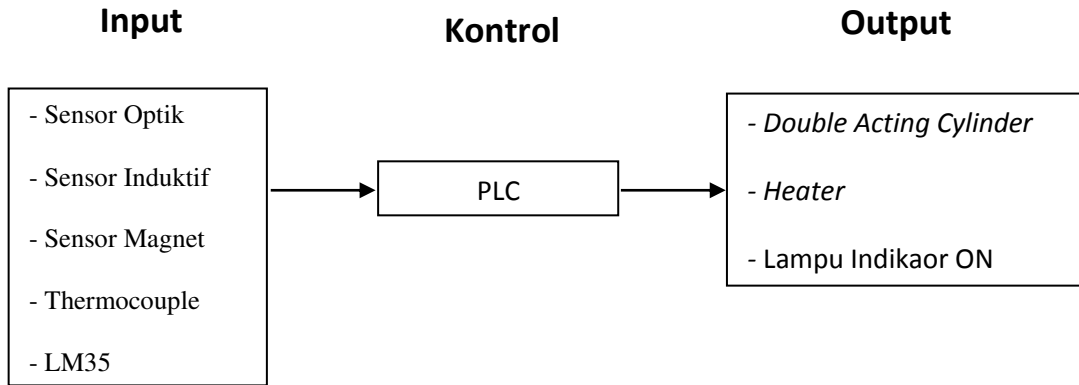 Input
Kontrol
Output
- Sensor Optik
- Sensor Induktif
- Sensor Magnet
- Thermocouple
- LM35
PLC
- Double Acting Cylinder
- Heater
- Lampu Indikaor ON